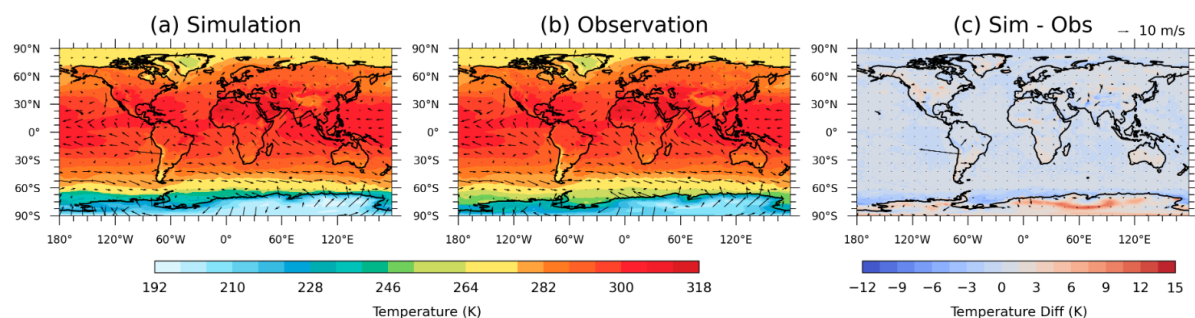 (a) Simulation
(b) Observation
(c) Sim - Obs
10 m/s
90°N
60°N
30°N
0°
30°S
60°S
90°S
180° 120°W 60°W 0° 60°E 120°E
90°N
60°N
30°N
0°
30°S
60°S
90°S
180° 120°W 60°W 0° 60°E 120°E
90°N
60°N
30°N
0°
30°S
60°S
90°S
180° 120°W 60°W 0° 60°E 120°E
192 210 228 246 264 282 300 318
Temperature (K)
−12 −9 −6 −3 0 3 6 9 12 15
Temperature Diff (K)